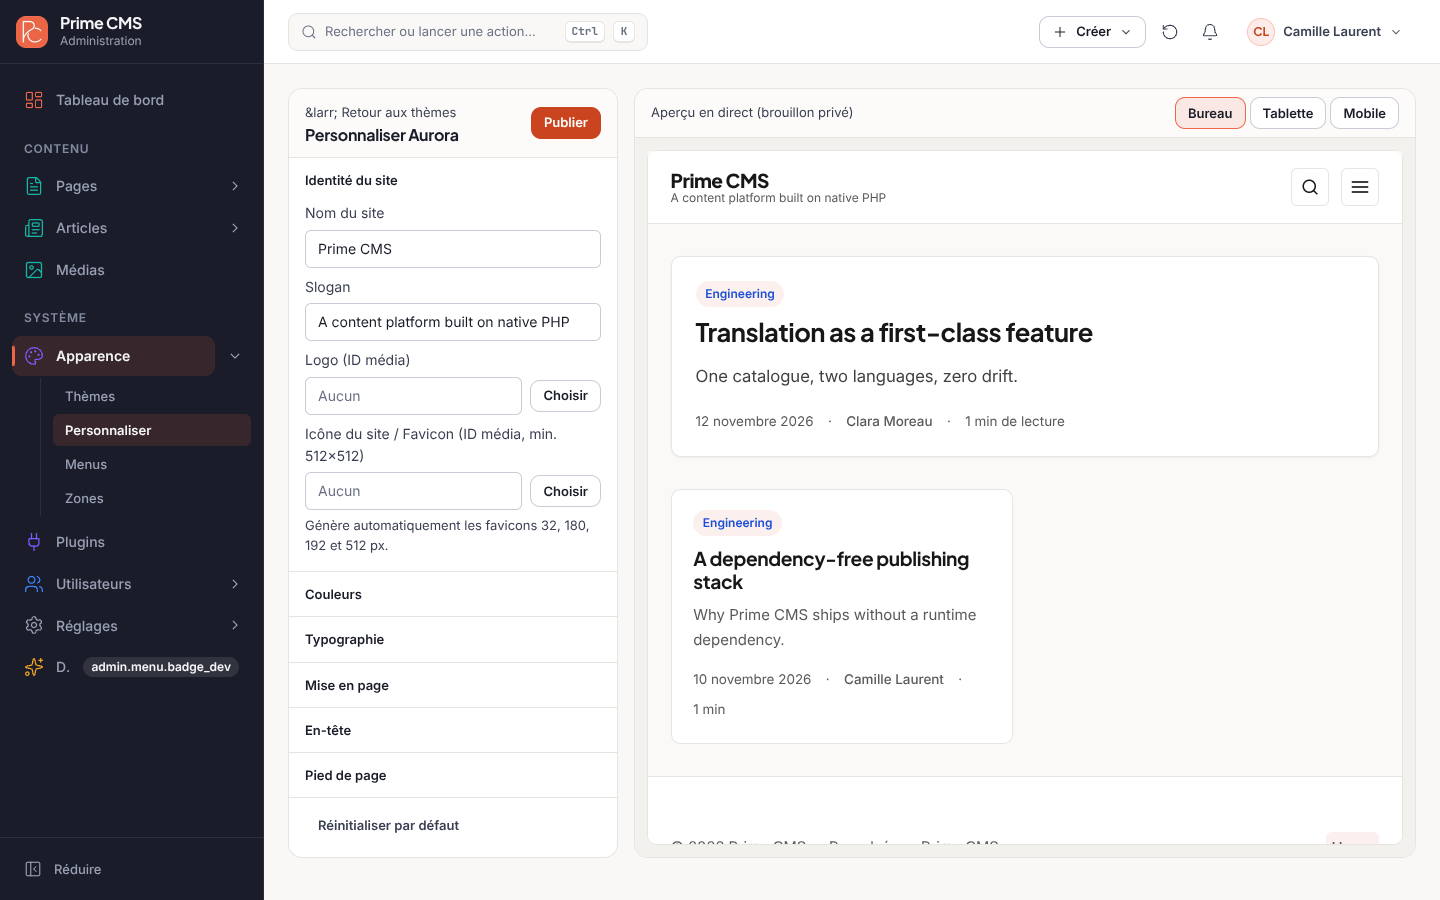 Prime CMS
Administration
Rechercher ou lancer une action...
Ctrl
K
Créer
CL
Camille Laurent
Tableau de bord
CONTENU
Pages
Articles
Médias
SYSTÈME
Apparence
Thèmes
Personnaliser
Menus
Zones
Plugins
Utilisateurs
Réglages
D.
admin.menu.badge_dev
Réduire
&larr; Retour aux thèmes
Personnaliser Aurora
Publier
Identité du site
Nom du site
Prime CMS
Slogan
A content platform built on native PHP
Logo (ID média)
Aucun
Choisir
Icône du site / Favicon (ID média, min.
512×512)
Aucun
Choisir
Génère automatiquement les favicons 32, 180,
192 et 512 px.
Couleurs
Typographie
Mise en page
En-tête
Pied de page
Réinitialiser par défaut
Aperçu en direct (brouillon privé)
Bureau
Tablette
Mobile
Prime CMS
A content platform built on native PHP
Engineering
Translation as a first-class feature
One catalogue, two languages, zero drift.
12 novembre 2026 · Clara Moreau · 1 min de lecture
Engineering
A dependency-free publishing
stack
Why Prime CMS ships without a runtime
dependency.
10 novembre 2026 · Camille Laurent ·
1 min